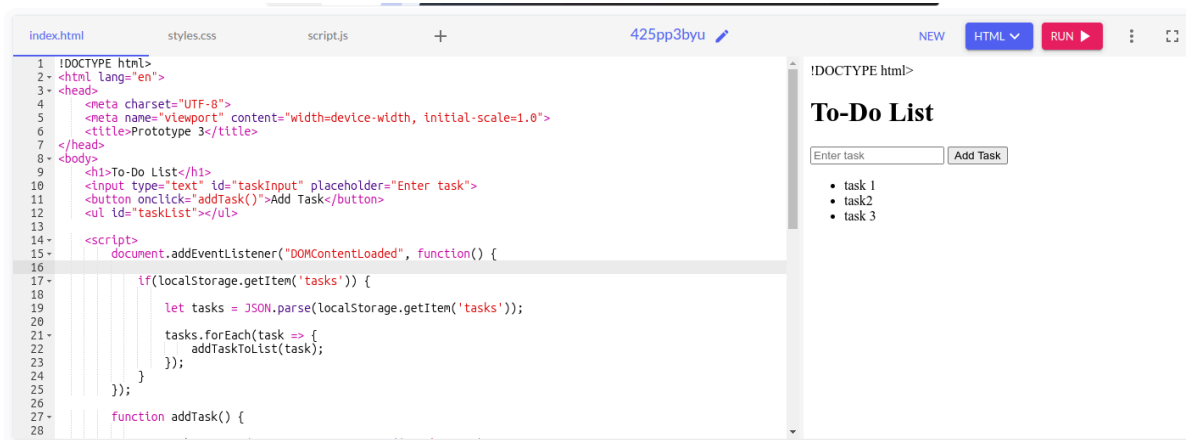 index.html styles.css script.js + 425pp3byu NEW HTML RUN
1 !DOCTYPE html>
2 <html lang="en">
3 <head>
4 <meta charset="UTF-8">
5 <meta name="viewport" content="width=device-width, initial-scale=1.0">
6 <title>Prototype 3</title>
7 </head>
8 <body>
9 <h1>To-Do List</h1>
10 <input type="text" id="taskInput" placeholder="Enter task">
11 <button onclick="addTask()">Add Task</button>
12 <ul id="taskList"></ul>
13
14 <script>
15 document.addEventListener("DOMContentLoaded", function() {
16
17 if(localStorage.getItem('tasks')) {
18
19 let tasks = JSON.parse(localStorage.getItem('tasks'));
20
21 tasks.forEach(task => {
22 addTaskToList(task);
23 });
24 }
25 });
26
27 function addTask() {
28
!DOCTYPE html>
To-Do List
Enter task Add Task
• task 1
• task2
• task 3